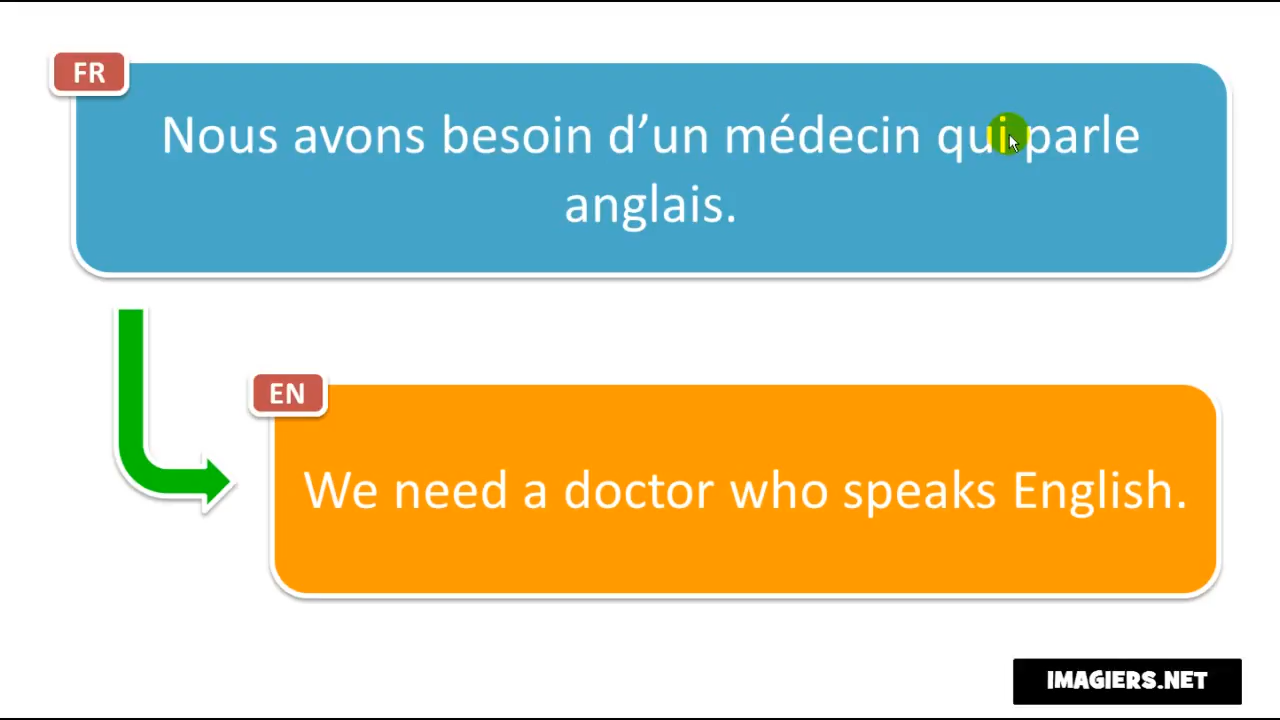 FR
Nous avons besoin d’un médecin qui parle
anglais.
EN
We need a doctor who speaks English.
IMAGIERS.NET